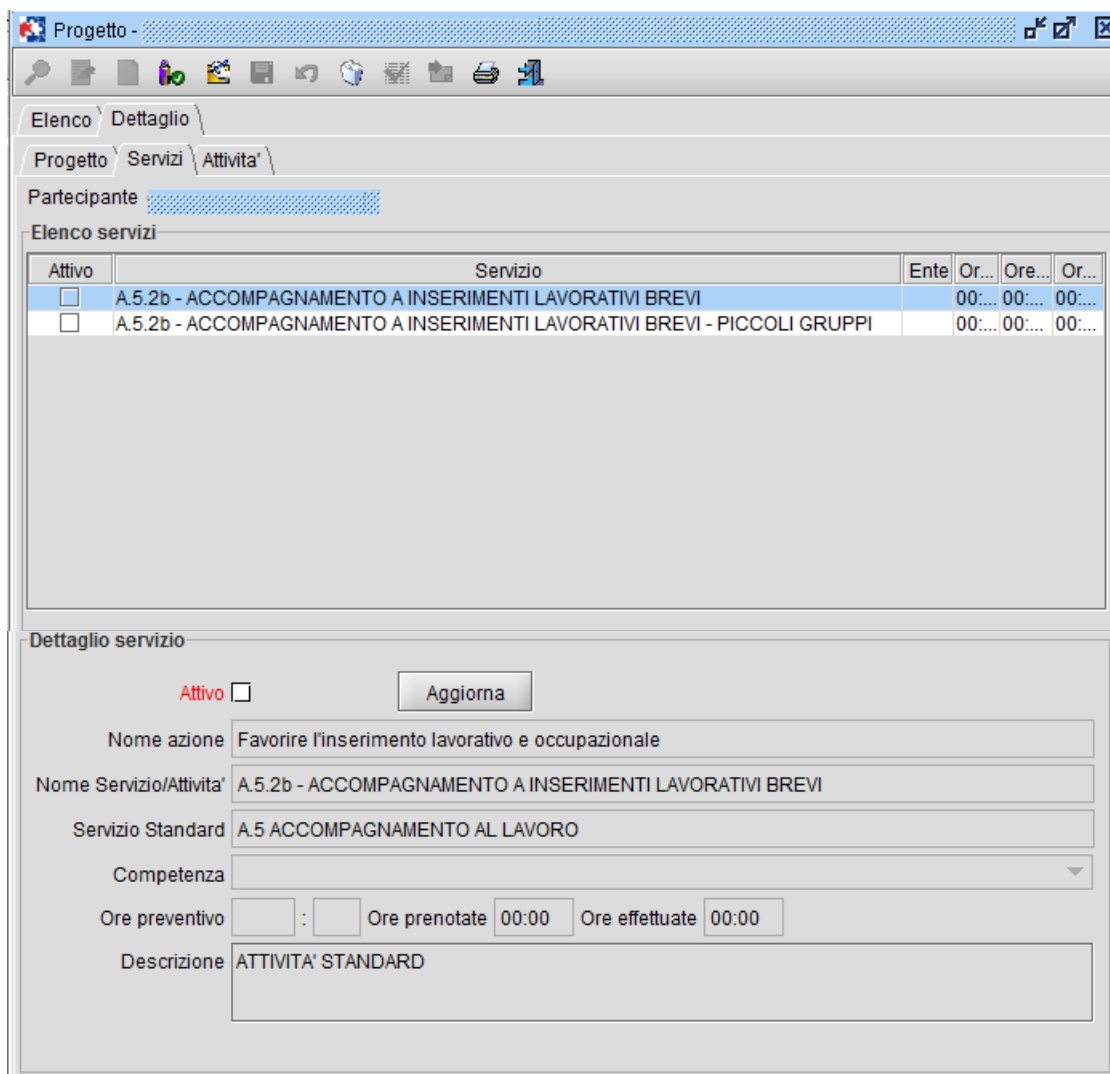 Progetto -
Elenco Dettaglio
Progetto Servizi Attivita'
Partecipante
Elenco servizi
Attivo Servizio Ente Or... Ore... Or...
A.5.2b - ACCOMPAGNAMENTO A INSERIMENTI LAVORATIVI BREVI 00:... 00:... 00:...
A.5.2b - ACCOMPAGNAMENTO A INSERIMENTI LAVORATIVI BREVI - PICCOLI GRUPPI 00:... 00:... 00:...
Dettaglio servizio
Attivo Aggiorna
Nome azione Favorire l'inserimento lavorativo e occupazionale
Nome Servizio/Attivita' A.5.2b - ACCOMPAGNAMENTO A INSERIMENTI LAVORATIVI BREVI
Servizio Standard A.5 ACCOMPAGNAMENTO AL LAVORO
Competenza
Ore preventivo : Ore prenotate 00:00 Ore effettuate 00:00
Descrizione ATTIVITA' STANDARD